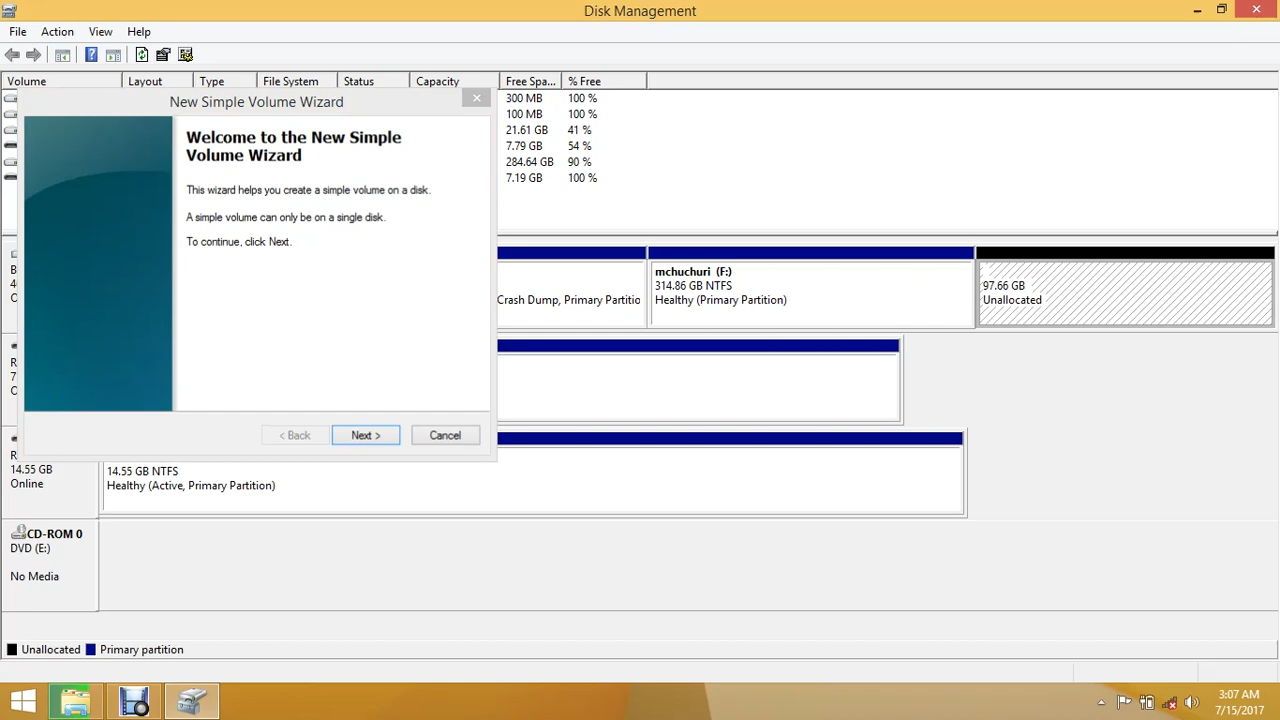 Disk Management
File Action View Help
Volume Layout Type File System Status Capacity Free Spa... % Free
300 MB 100 %
100 MB 100 %
21.61 GB 41 %
7.79 GB 54 %
284.64 GB 90 %
7.19 GB 100 %
New Simple Volume Wizard
Welcome to the New Simple
Volume Wizard
This wizard helps you create a simple volume on a disk.
A simple volume can only be on a single disk.
To continue, click Next.
< Back Next > Cancel
B
O
Crash Dump, Primary Partitio
mchuchuri (F:)
314.86 GB NTFS
Healthy (Primary Partition)
97.66 GB
Unallocated
R
7
O
R
14.55 GB
Online
14.55 GB NTFS
Healthy (Active, Primary Partition)
CD-ROM 0
DVD (E:)
No Media
Unallocated Primary partition
3:07 AM
7/15/2017